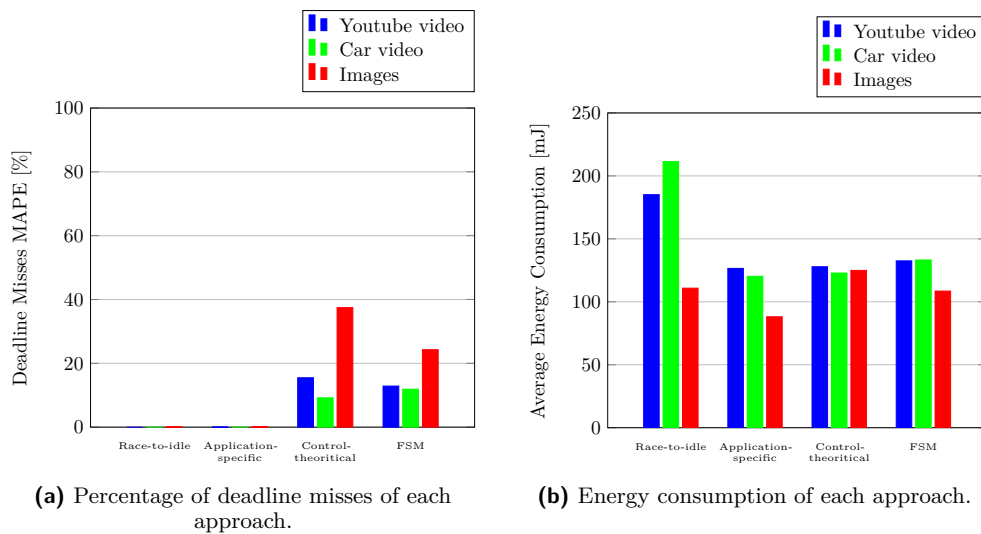 Youtube video
Car video
Images
100
80
60
40
20
0
Deadline Misses MAPE [%]
Race-to-idle
Application-
specific
Control-
theoritical
FSM
(a) Percentage of deadline misses of each
approach.
Youtube video
Car video
Images
250
200
150
100
50
0
Average Energy Consumption [mJ]
Race-to-idle
Application-
specific
Control-
theoritical
FSM
(b) Energy consumption of each approach.